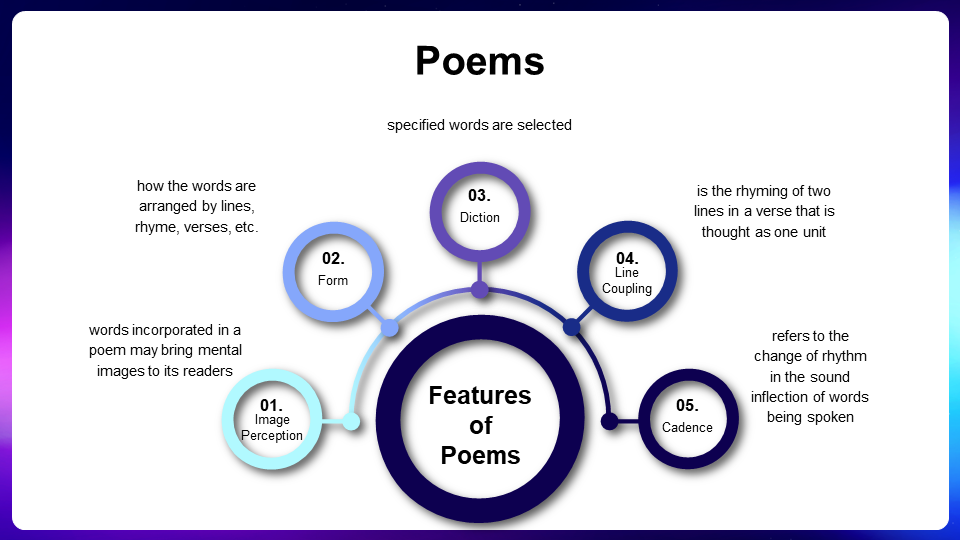 Poems
specified words are selected
how the words are
arranged by lines,
rhyme, verses, etc.
is the rhyming of two
lines in a verse that is
thought as one unit
03.
Diction
02.
Form
04.
Line
Coupling
words incorporated in a
poem may bring mental
images to its readers
refers to the
change of rhythm
in the sound
inflection of words
being spoken
01.
Image
Perception
Features
of
Poems
05.
Cadence